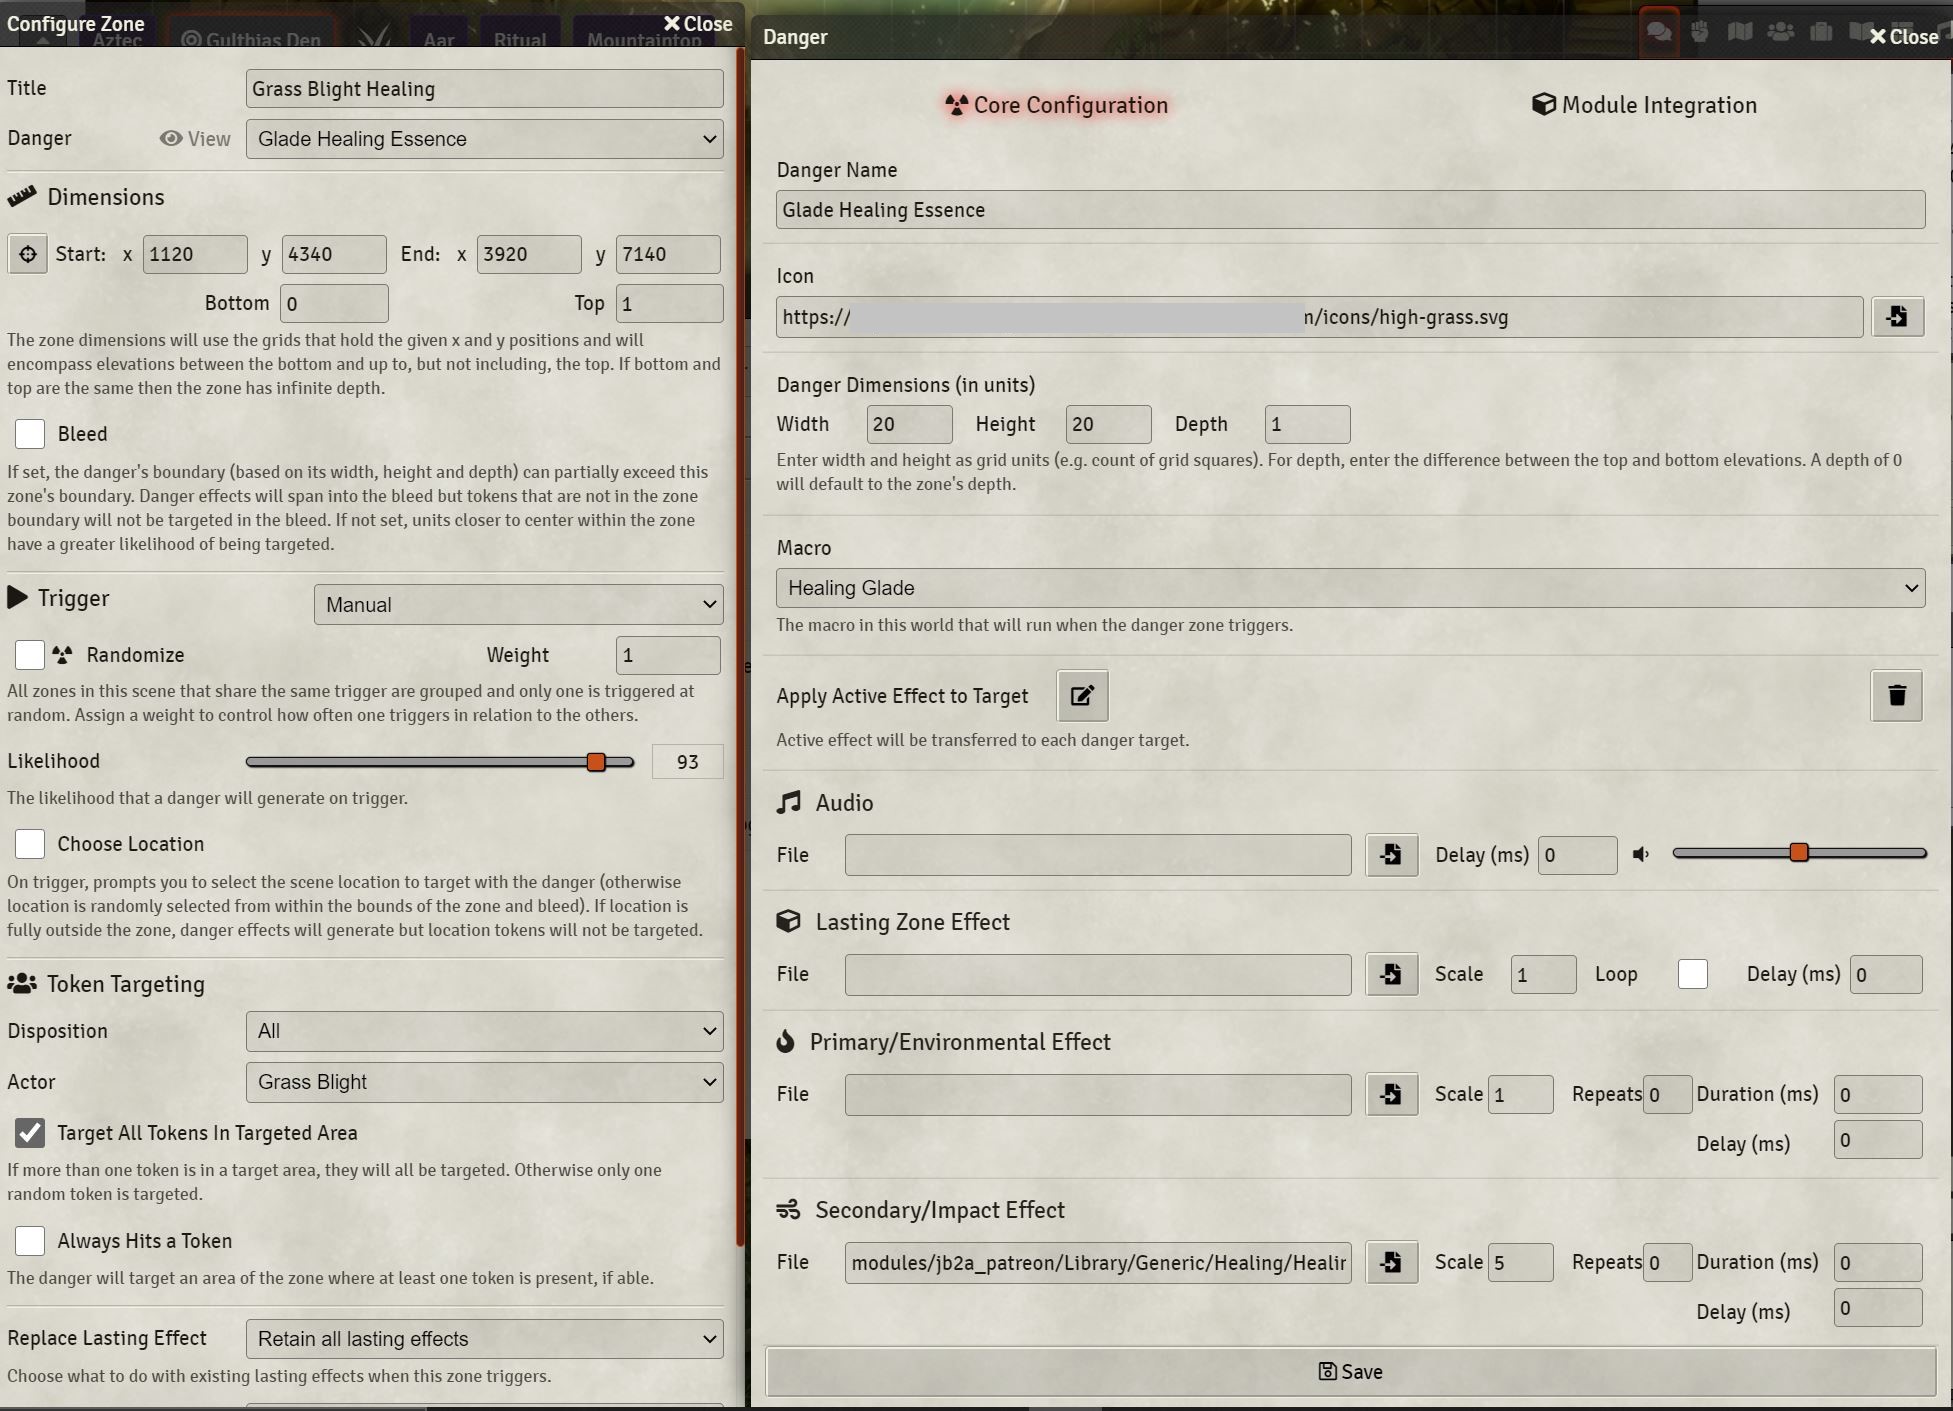 Configure Zone
Close
Aztec
Gulthias Den
Aar
Ritual
Mountaintop
Title
Grass Blight Healing
Danger
View
Glade Healing Essence
Dimensions
Start: x 1120 y 4340 End: x 3920 y 7140
Bottom 0 Top 1
The zone dimensions will use the grids that hold the given x and y positions and will
encompass elevations between the bottom and up to, but not including, the top. If bottom and
top are the same then the zone has infinite depth.
Bleed
If set, the danger's boundary (based on its width, height and depth) can partially exceed this
zone's boundary. Danger effects will span into the bleed but tokens that are not in the zone
boundary will not be targeted in the bleed. If not set, units closer to center within the zone
have a greater likelihood of being targeted.
Trigger
Manual
Randomize Weight 1
All zones in this scene that share the same trigger are grouped and only one is triggered at
random. Assign a weight to control how often one triggers in relation to the others.
Likelihood 93
The likelihood that a danger will generate on trigger.
Choose Location
On trigger, prompts you to select the scene location to target with the danger (otherwise
location is randomly selected from within the bounds of the zone and bleed). If location is
fully outside the zone, danger effects will generate but location tokens will not be targeted.
Token Targeting
Disposition All
Actor Grass Blight
Target All Tokens In Targeted Area
If more than one token is in a target area, they will all be targeted. Otherwise only one
random token is targeted.
Always Hits a Token
The danger will target an area of the zone where at least one token is present, if able.
Replace Lasting Effect Retain all lasting effects
Choose what to do with existing lasting effects when this zone triggers.
Danger
Close
Core Configuration
Module Integration
Danger Name
Glade Healing Essence
Icon
https:// /icons/high-grass.svg
Danger Dimensions (in units)
Width 20 Height 20 Depth 1
Enter width and height as grid units (e.g. count of grid squares). For depth, enter the difference between the top and bottom elevations. A depth of 0
will default to the zone's depth.
Macro
Healing Glade
The macro in this world that will run when the danger zone triggers.
Apply Active Effect to Target
Active effect will be transferred to each danger target.
Audio
File Delay (ms) 0
Lasting Zone Effect
File Scale 1 Loop Delay (ms) 0
Primary/Environmental Effect
File Scale 1 Repeats 0 Duration (ms) 0
Delay (ms) 0
Secondary/Impact Effect
File modules/jb2a_patreon/Library/Generic/Healing/Healin Scale 5 Repeats 0 Duration (ms) 0
Delay (ms) 0
Save